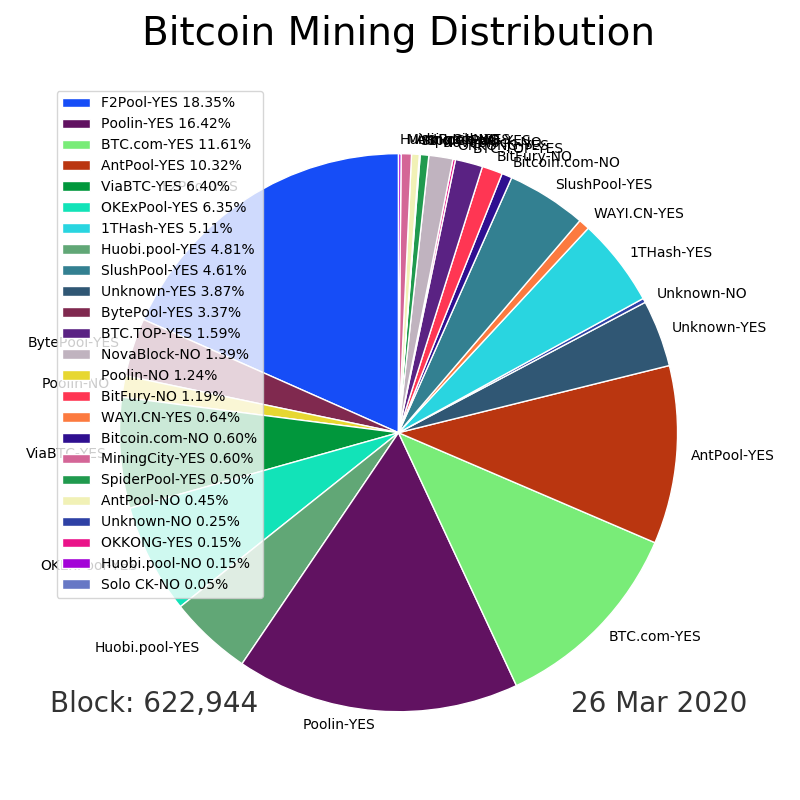 Bitcoin Mining Distribution
F2Pool-YES 18.35%
Poolin-YES 16.42%
BTC.com-YES 11.61%
AntPool-YES 10.32%
ViaBTC-YES 6.40%
OKExPool-YES 6.35%
1THash-YES 5.11%
Huobi.pool-YES 4.81%
SlushPool-YES 4.61%
Unknown-YES 3.87%
BytePool-YES 3.37%
BTC.TOP-YES 1.59%
NovaBlock-NO 1.39%
Poolin-NO 1.24%
BitFury-NO 1.19%
WAYI.CN-YES 0.64%
Bitcoin.com-NO 0.60%
MiningCity-YES 0.60%
SpiderPool-YES 0.50%
AntPool-NO 0.45%
Unknown-NO 0.25%
OKKONG-YES 0.15%
Huobi.pool-NO 0.15%
Solo CK-NO 0.05%
BTC.TOP-YES
BitFury-NO
Bitcoin.com-NO
SlushPool-YES
WAYI.CN-YES
1THash-YES
Unknown-NO
Unknown-YES
AntPool-YES
BTC.com-YES
Poolin-YES
Huobi.pool-YES
ViaBTC-YES
Poolin-NO
BytePool-YES
Block: 622,944
26 Mar 2020